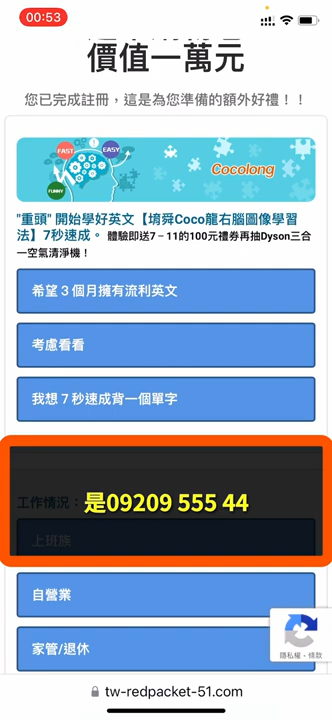 00:53
價值一萬元
您已完成註冊，這是為您準備的額外好禮！！
FAST
EASY
FUNNY
Cocolong
"重頭" 開始學好英文【堉舜Coco龍右腦圖像學習
法】7秒速成。 體驗即送7－11的100元禮券再抽Dyson三合
一空氣清淨機！
希望 3 個月擁有流利英文
考慮看看
我想 7 秒速成背一個單字
工作情況：
是09209 555 44
上班族
自營業
家管/退休
隱私權 - 條款
tw-redpacket-51.com